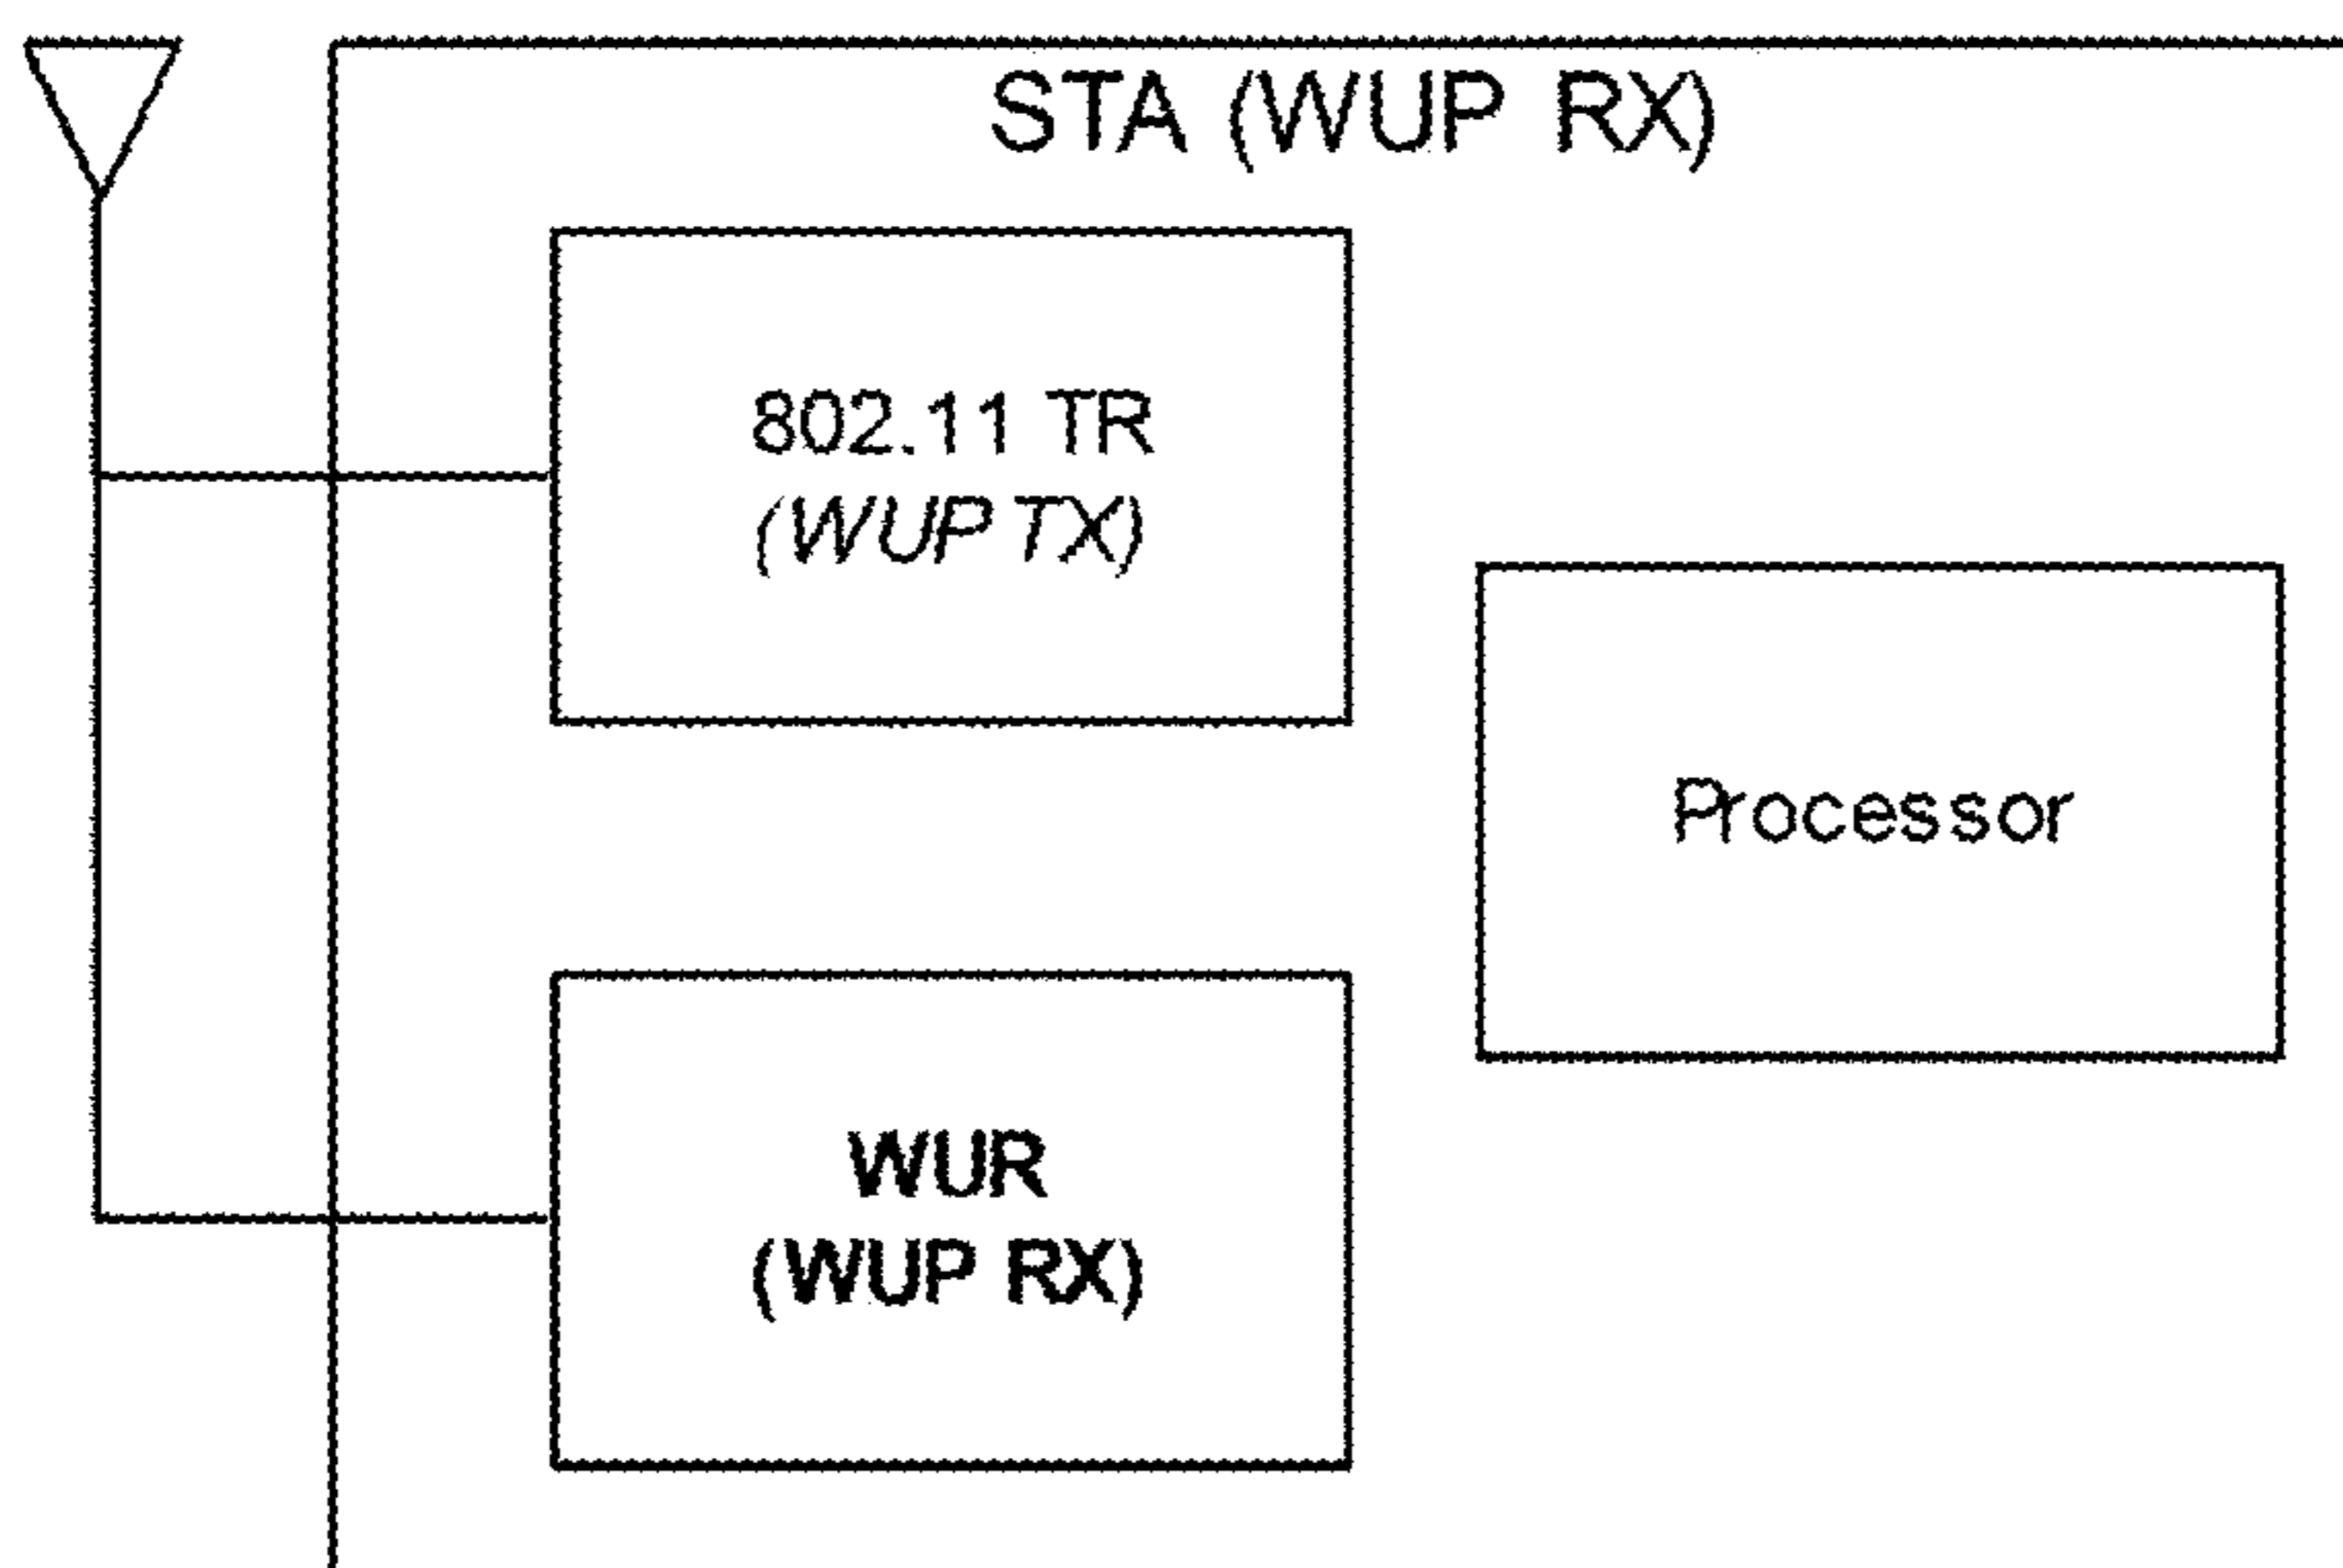 STA (WUP RX)
802.11 TR
(WUP TX)
Processor
WUR
(WUP RX)